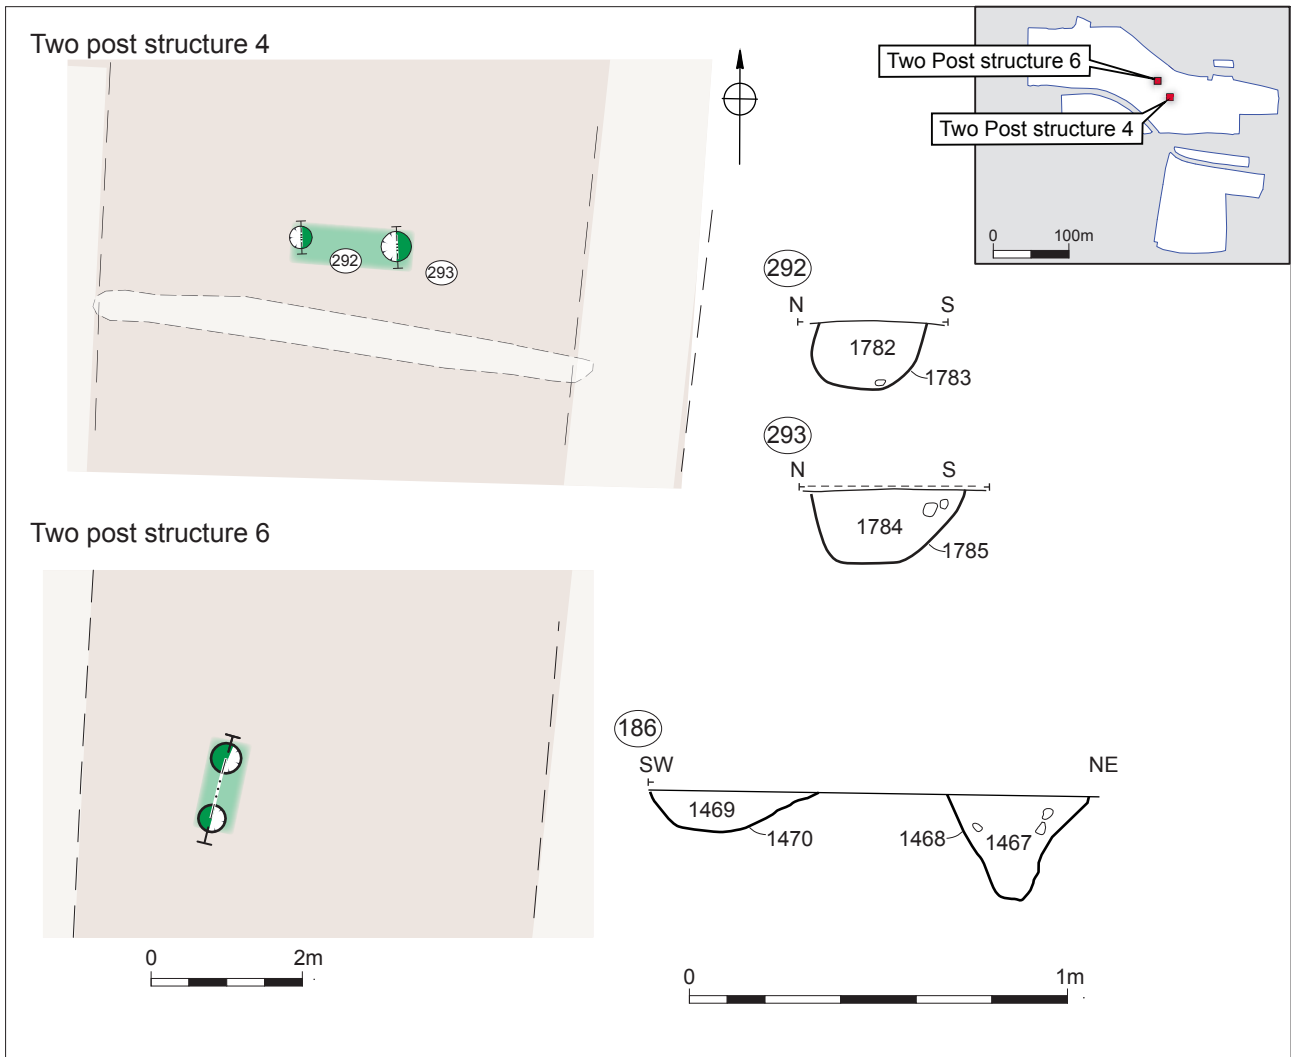 Two post structure 4
Two Post structure 6
Two Post structure 4
0 100m
292
293
292
N S
1782
1783
293
N S
1784
1785
Two post structure 6
186
SW NE
1469
1470
1468
1467
0 2m
0 1m